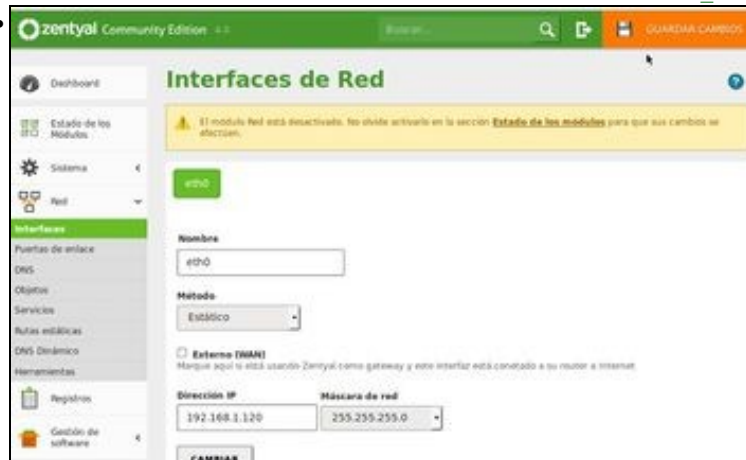 zentyal Community Edition 4.0
Buscar...
GUARDAR CAMBIOS
Dashboard
Estado de los
Módulos
Sistema
Red
Interfaces
Puertas de enlace
DNS
Objetos
Servicios
Rutas estáticas
DNS Dinámico
Herramientas
Registros
Gestión de
software
Interfaces de Red
El módulo Red está desactivado. No olvide activarlo en la sección Estado de los módulos para que sus cambios se
efectúen.
eth0
Nombre
eth0
Método
Estático
Externo (WAN)
Marque aquí si está usando Zentyal como gateway y este interfaz está conectado a su router a Internet
Dirección IP
Máscara de red
192.168.1.120
255.255.255.0
CAMBIAR